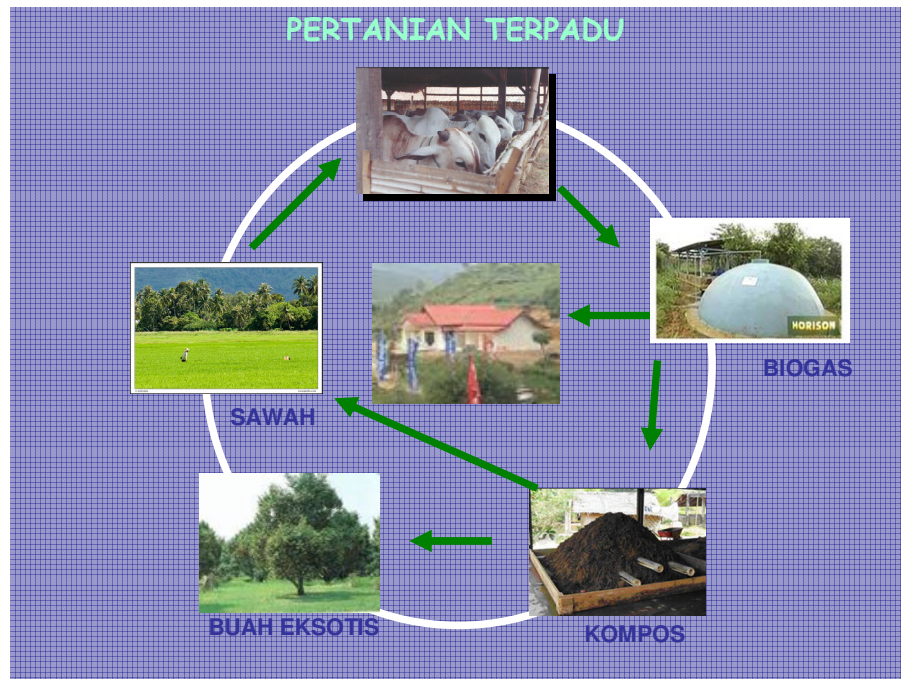 PERTANIAN TERPADU
HORISON
BIOGAS
SAWAH
BUAH EKSOTIS
KOMPOS